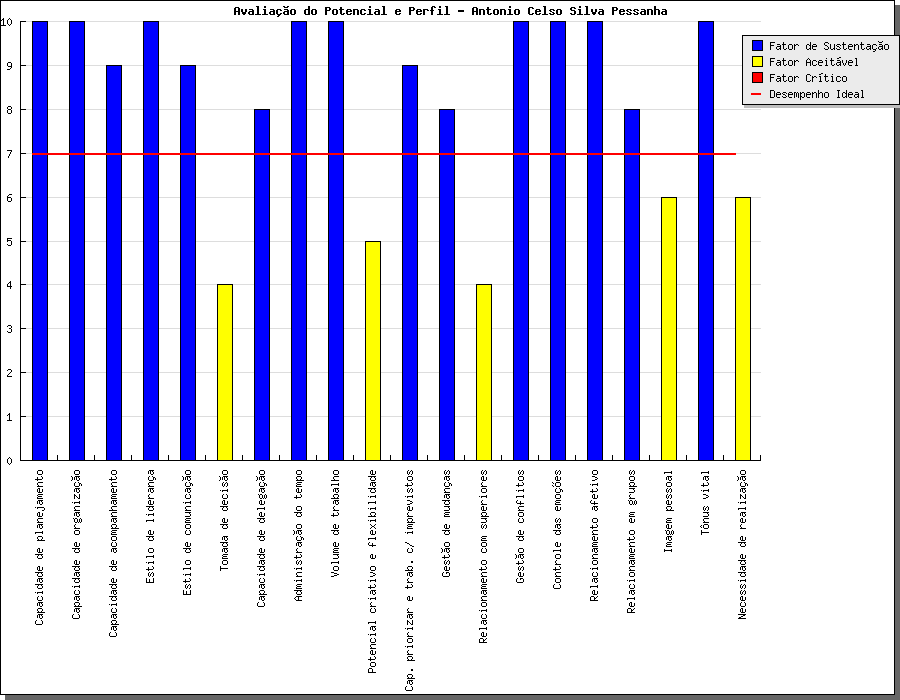 Avaliação do Potencial e Perfil - Antonio Celso Silva Pessanha
Fator de Sustentação
Fator Aceitável
Fator Crítico
Desempenho Ideal
10
9
8
7
6
5
4
3
2
1
0
Capacidade de planejamento
Capacidade de organização
Capacidade de acompanhamento
Estilo de liderança
Estilo de comunicação
Tomada de decisão
Capacidade de delegação
Administração do tempo
Volume de trabalho
Potencial criativo e flexibilidade
Cap. priorizar e trab. c/ imprevistos
Gestão de mudanças
Relacionamento com superiores
Gestão de conflitos
Controle das emoções
Relacionamento afetivo
Relacionamento em grupos
Imagem pessoal
Tônus vital
Necessidade de realização